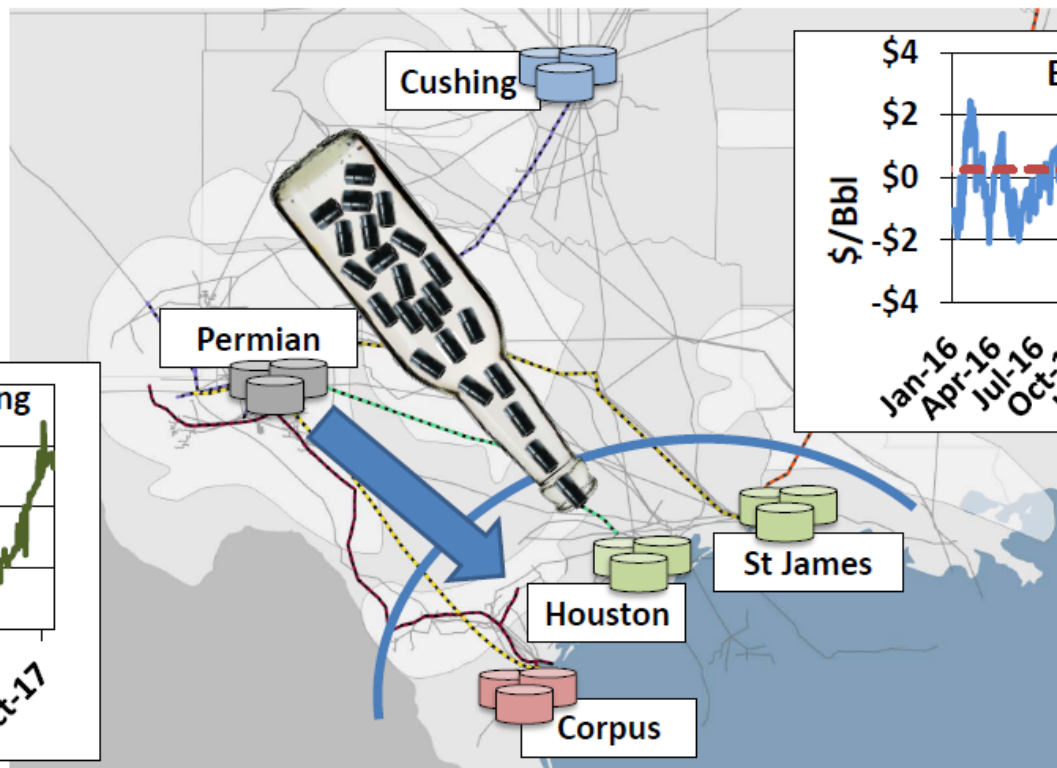 Cushing
$4
$2
$0
-$2
-$4
$/Bbl
Jan-16
Apr-16
Jul-16
Permian
St James
Houston
Corpus